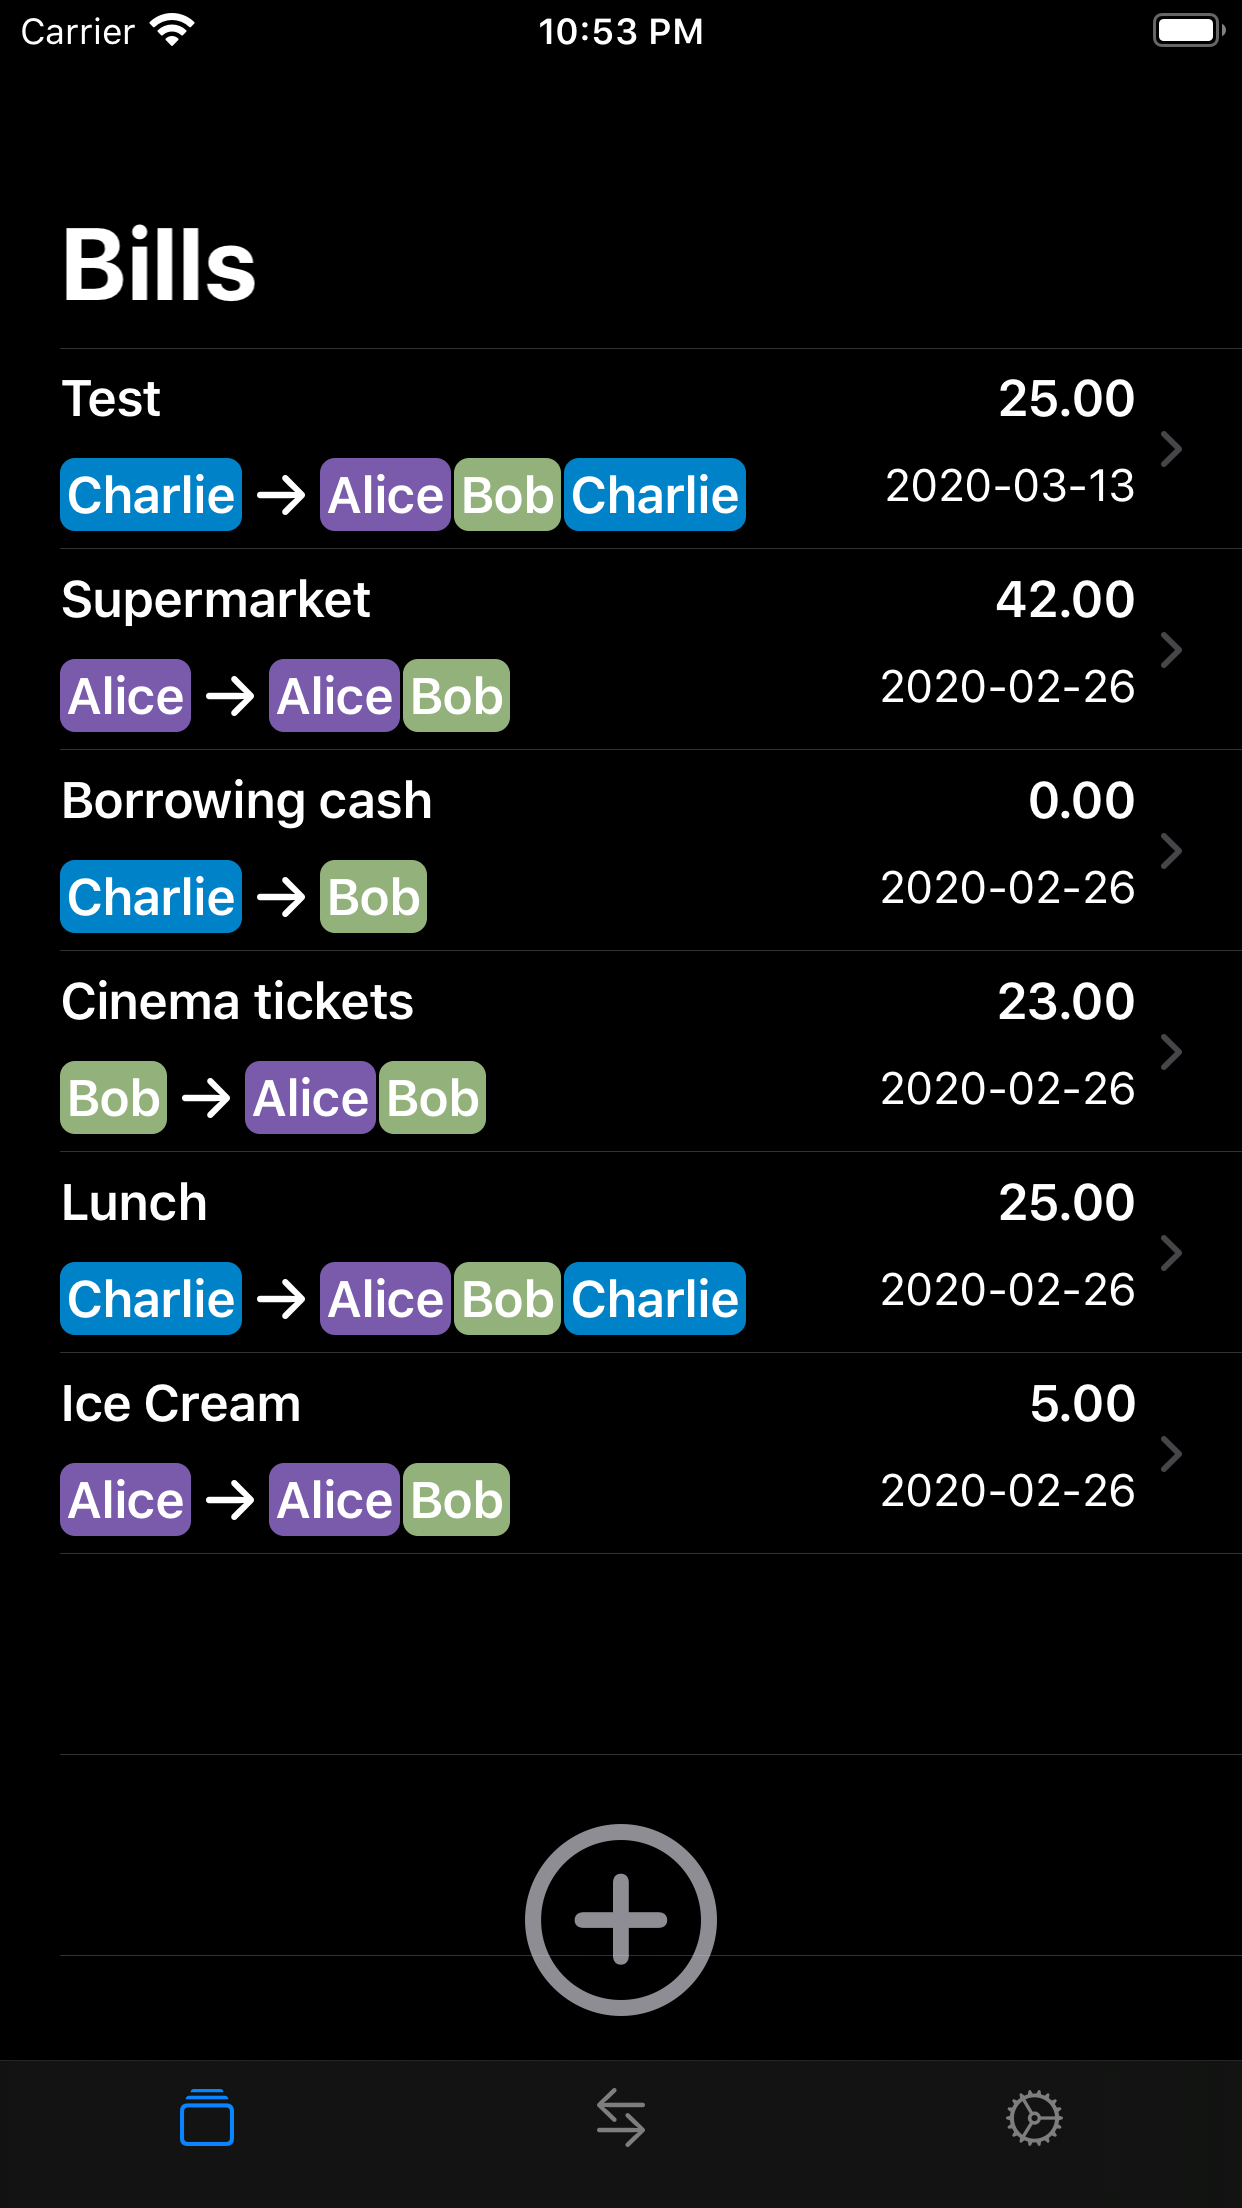 Carrier 10:53 PM
Bills
Test 25.00
Charlie → Alice Bob Charlie 2020-03-13
Supermarket 42.00
Alice → Alice Bob 2020-02-26
Borrowing cash 0.00
Charlie → Bob 2020-02-26
Cinema tickets 23.00
Bob → Alice Bob 2020-02-26
Lunch 25.00
Charlie → Alice Bob Charlie 2020-02-26
Ice Cream 5.00
Alice → Alice Bob 2020-02-26